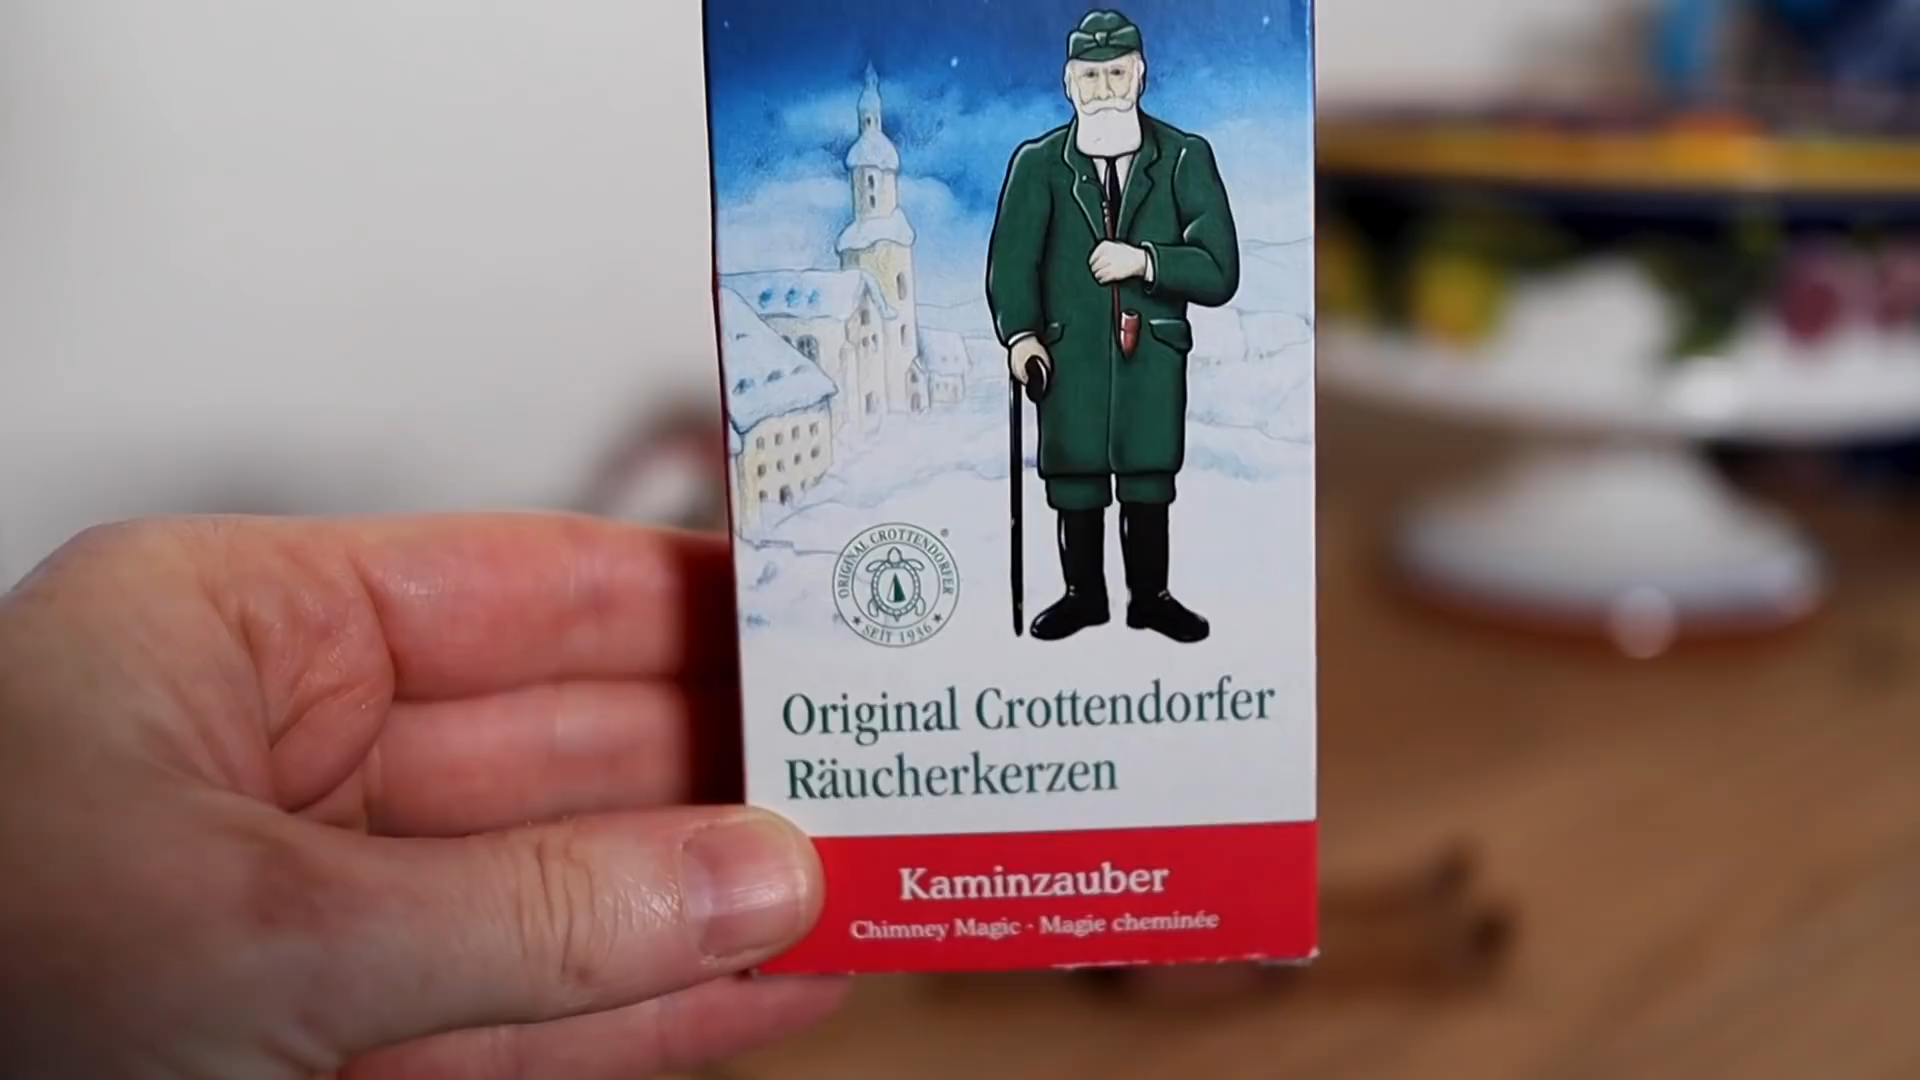 ORIGINAL CROTTENDORFER ®
★ SEIT 1936 ★
Original Crottendorfer
Räucherkerzen
Kaminzauber
Chimney Magic · Magie cheminée